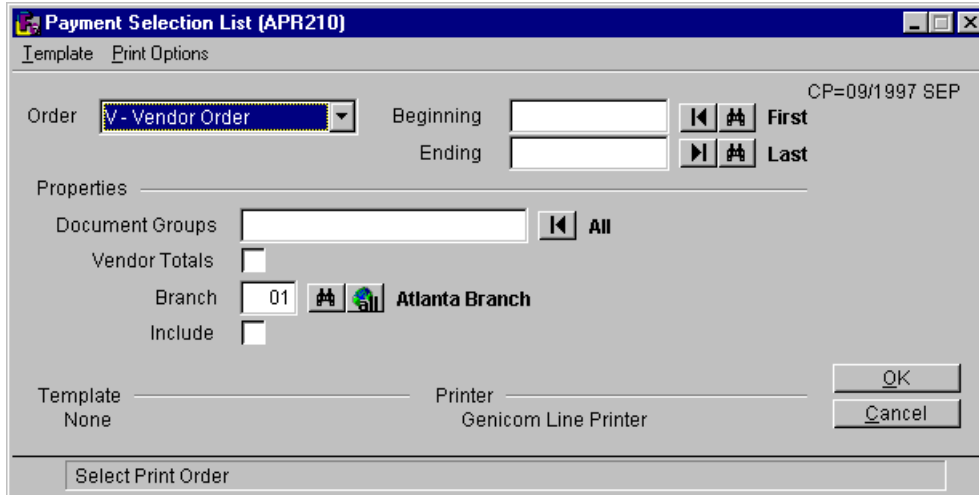 Payment Selection List (APR210)
Template Print Options
CP=09/1997 SEP
Order V - Vendor Order Beginning First
Ending Last
Properties
Document Groups All
Vendor Totals
Branch 01 all Atlanta Branch
Include
OK
Template Printer
None Genicom Line Printer
Cancel
Select Print Order